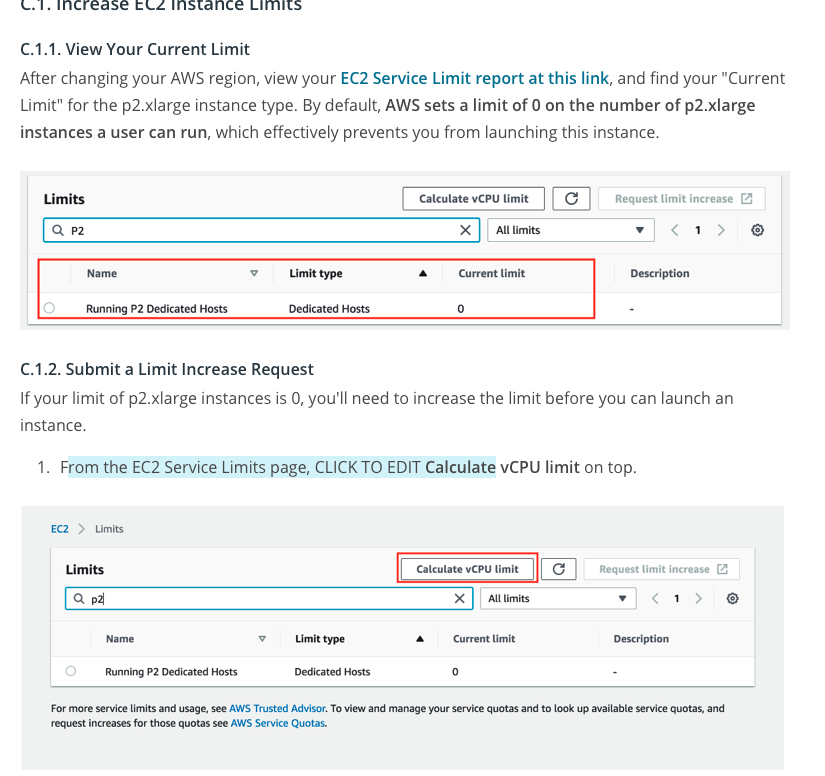 C.1. Increase EC2 Instance Limits
C.1.1. View Your Current Limit
After changing your AWS region, view your EC2 Service Limit report at this link, and find your "Current
Limit" for the p2.xlarge instance type. By default, AWS sets a limit of 0 on the number of p2.xlarge
instances a user can run, which effectively prevents you from launching this instance.
Limits
Calculate vCPU limit
Request limit increase
P2
All limits
1
Name
Limit type
Current limit
Description
Running P2 Dedicated Hosts
Dedicated Hosts
0
-
C.1.2. Submit a Limit Increase Request
If your limit of p2.xlarge instances is 0, you'll need to increase the limit before you can launch an
instance.
1. From the EC2 Service Limits page, CLICK TO EDIT Calculate vCPU limit on top.
EC2 > Limits
Limits
Calculate vCPU limit
Request limit increase
p2
All limits
1
Name
Limit type
Current limit
Description
Running P2 Dedicated Hosts
Dedicated Hosts
0
-
For more service limits and usage, see AWS Trusted Advisor. To view and manage your service quotas and to look up available service quotas, and
request increases for those quotas see AWS Service Quotas.